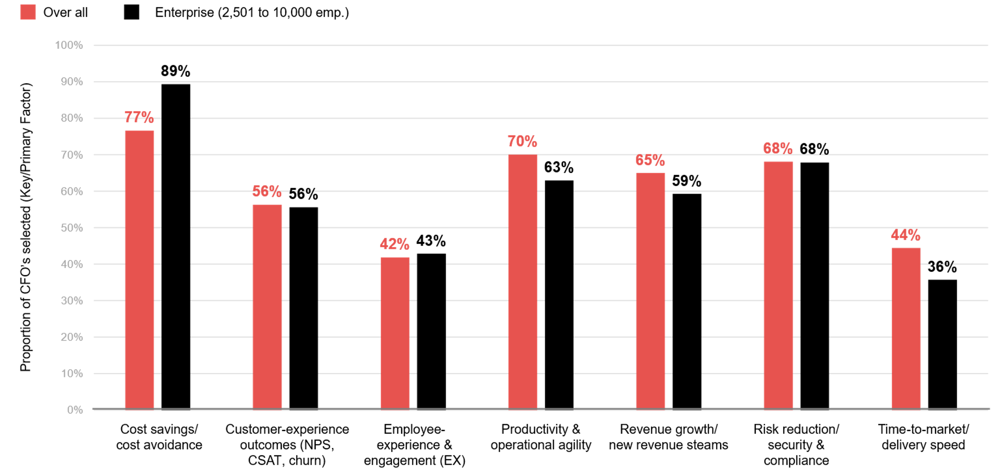 Over all
Enterprise (2,501 to 10,000 emp.)
Proportion of CFO's selected (Key/Primary Factor)
100%
90%
80%
70%
60%
50%
40%
30%
20%
10%
0%
77%
89%
56%
56%
42%
43%
70%
63%
65%
59%
68%
68%
44%
36%
Cost savings/
cost avoidance
Customer-experience
outcomes (NPS,
CSAT, churn)
Employee-
experience &
engagement (EX)
Productivity &
operational agility
Revenue growth/
new revenue steams
Risk reduction/
security &
compliance
Time-to-market/
delivery speed